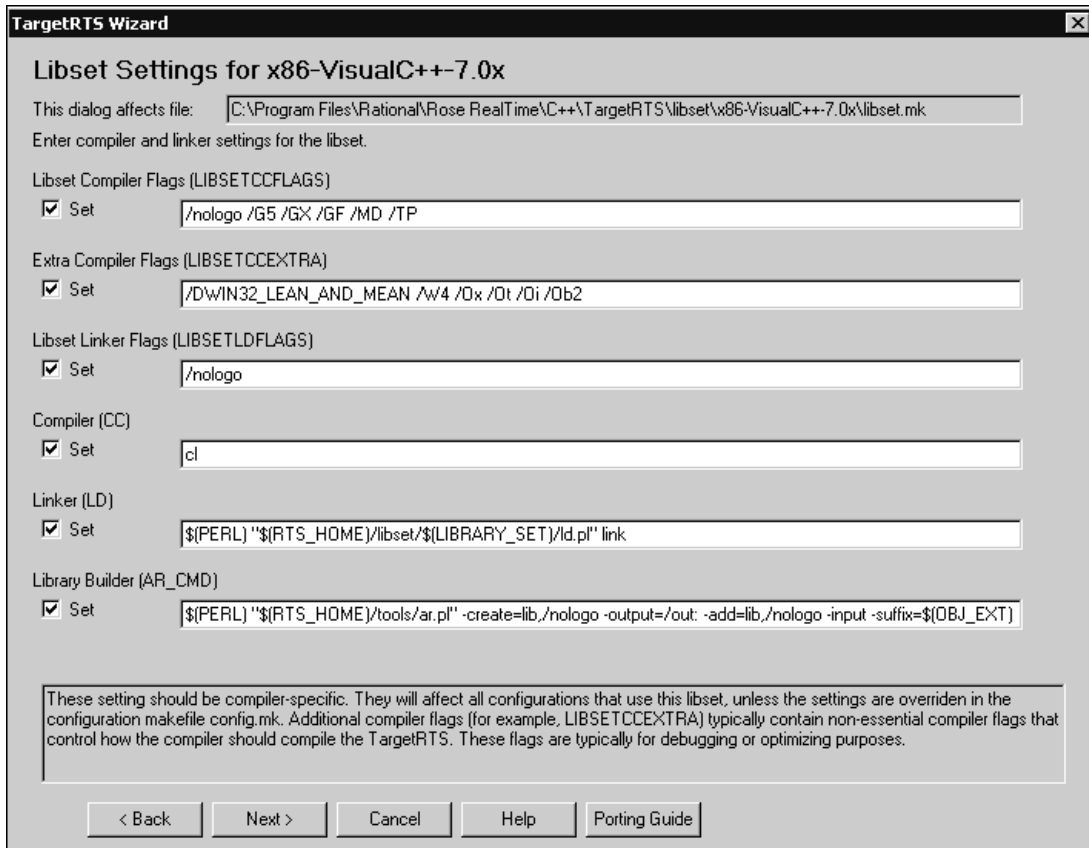 TargetRTS Wizard
Libset Settings for x86-VisualC++-7.0x
This dialog affects file: C:\Program Files\Rational\Rose RealTime\C++\TargetRTS\libset\x86-VisualC++-7.0x\libset.mk
Enter compiler and linker settings for the libset.
Libset Compiler Flags (LIBSETCCFLAGS)
Set /nologo /G5 /GX /GF /MD /TP
Extra Compiler Flags (LIBSETCCEXTRA)
Set /DWIN32_LEAN_AND_MEAN /W4 /Ox /Ot /Oi /Ob2
Libset Linker Flags (LIBSETLDFLAGS)
Set /nologo
Compiler (CC)
Set cl
Linker (LD)
Set $(PERL) "$(RTS_HOME)/libset/$(LIBRARY_SET)/ld.pl" link
Library Builder (AR_CMD)
Set $(PERL) "$(RTS_HOME)/tools/ar.pl" -create=lib,/nologo -output=/out: -add=lib,/nologo -input -suffix=$(OBJ_EXT)
These setting should be compiler-specific. They will affect all configurations that use this libset, unless the settings are overriden in the
configuration makefile config.mk. Additional compiler flags (for example, LIBSETCCEXTRA) typically contain non-essential compiler flags that
control how the compiler should compile the TargetRTS. These flags are typically for debugging or optimizing purposes.
< Back Next > Cancel Help Porting Guide